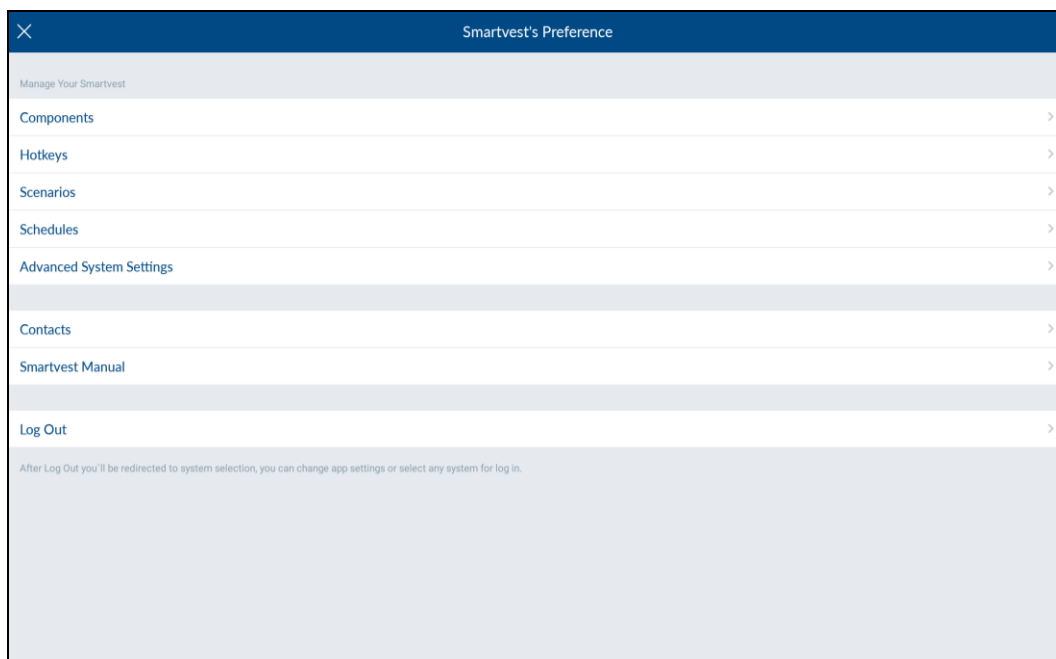 Smartvest's Preference
Manage Your Smartvest
Components
Hotkeys
Scenarios
Schedules
Advanced System Settings
Contacts
Smartvest Manual
Log Out
After Log Out you`ll be redirected to system selection, you can change app settings or select any system for log in.